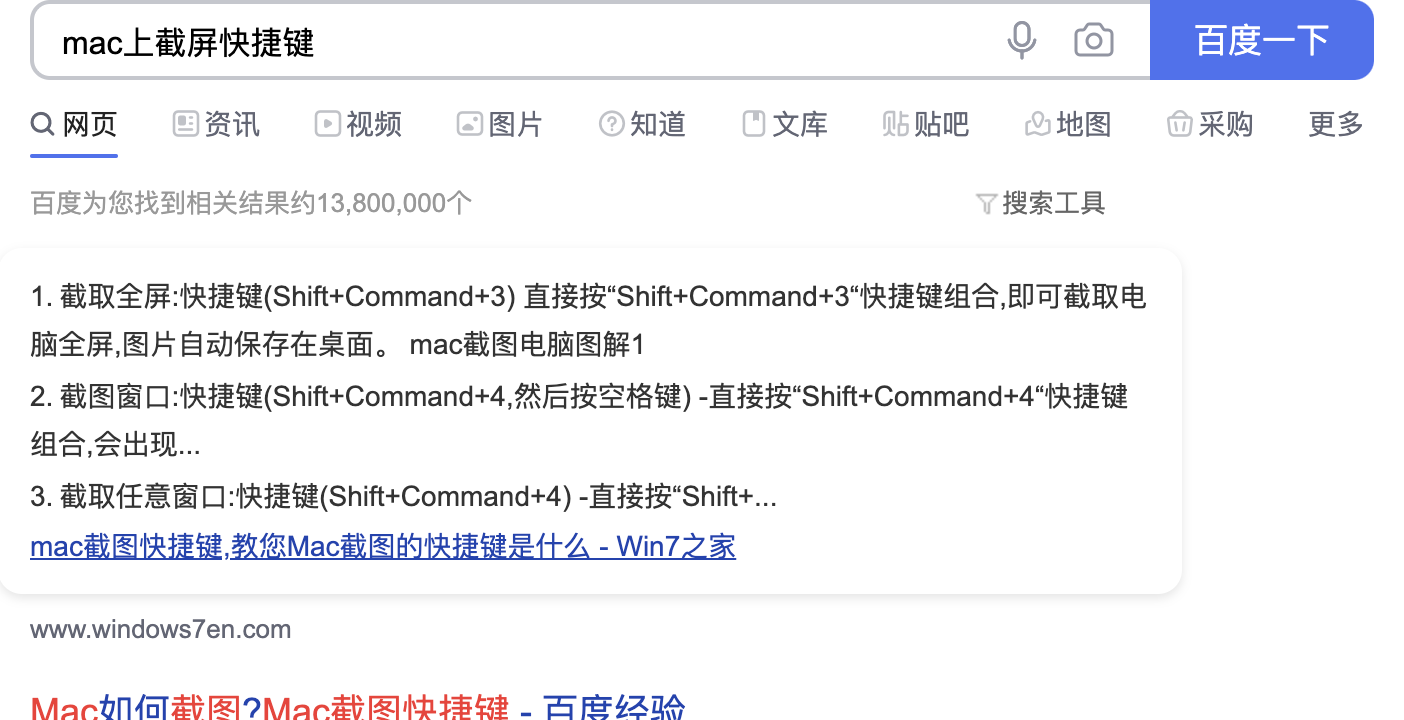 mac上截屏快捷键
百度一下
网页 资讯 视频 图片 知道 文库 贴吧 地图 采购 更多
百度为您找到相关结果约13,800,000个
搜索工具
1. 截取全屏:快捷键(Shift+Command+3) 直接按“Shift+Command+3“快捷键组合,即可截取电
脑全屏,图片自动保存在桌面。 mac截图电脑图解1
2. 截图窗口:快捷键(Shift+Command+4,然后按空格键) -直接按“Shift+Command+4“快捷键
组合,会出现...
3. 截取任意窗口:快捷键(Shift+Command+4) -直接按“Shift+...
mac截图快捷键,教您Mac截图的快捷键是什么 - Win7之家
www.windows7en.com
Mac如何截图?Mac截图快捷键 - 百度经验